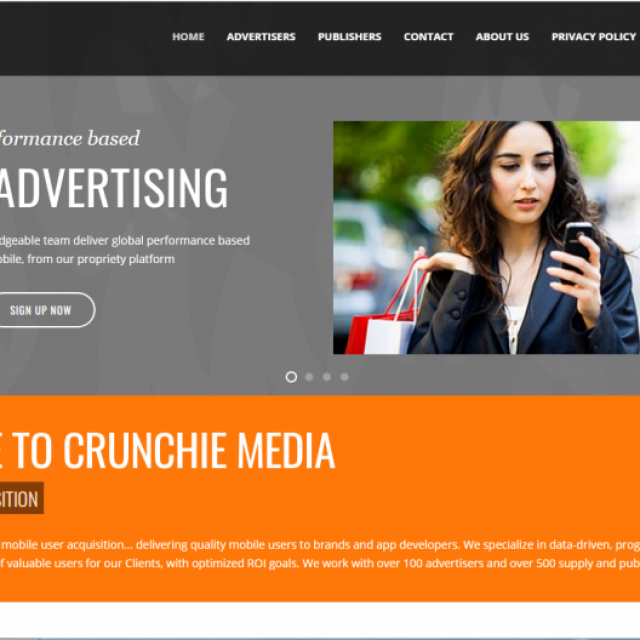 HOME ADVERTISERS PUBLISHERS CONTACT ABOUT US PRIVACY POLICY
formance based
ADVERTISING
dgeable team deliver global performance based
obile, from our propriety platform
SIGN UP NOW
E TO CRUNCHIE MEDIA
SITION
mobile user acquisition... delivering quality mobile users to brands and app developers. We specialize in data-driven, prog
f valuable users for our Clients, with optimized ROI goals. We work with over 100 advertisers and over 500 supply and pub